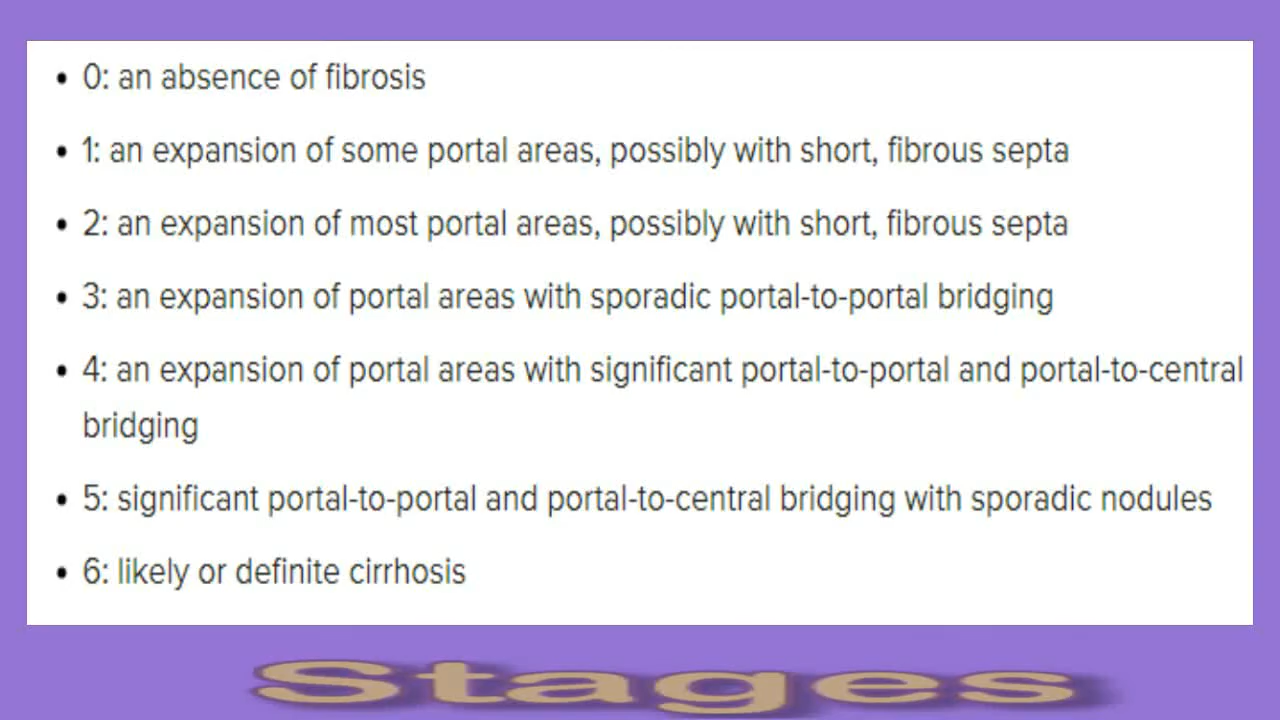 • 0: an absence of fibrosis
• 1: an expansion of some portal areas, possibly with short, fibrous septa
• 2: an expansion of most portal areas, possibly with short, fibrous septa
• 3: an expansion of portal areas with sporadic portal-to-portal bridging
• 4: an expansion of portal areas with significant portal-to-portal and portal-to-central
bridging
• 5: significant portal-to-portal and portal-to-central bridging with sporadic nodules
• 6: likely or definite cirrhosis
Stages